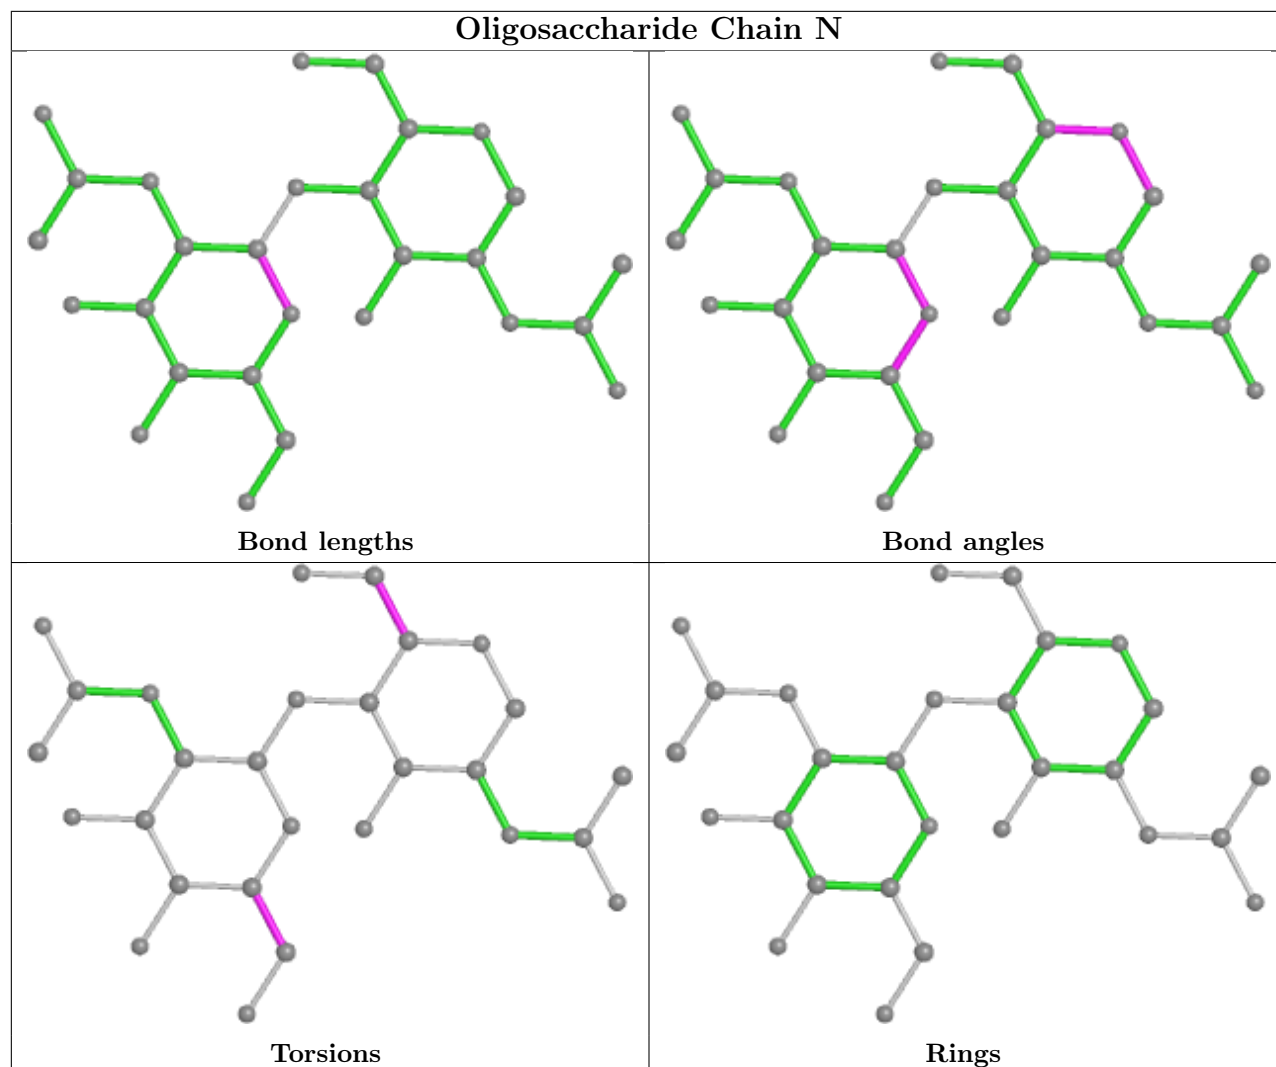 Oligosaccharide Chain N
Bond lengths
Bond angles
Torsions
Rings